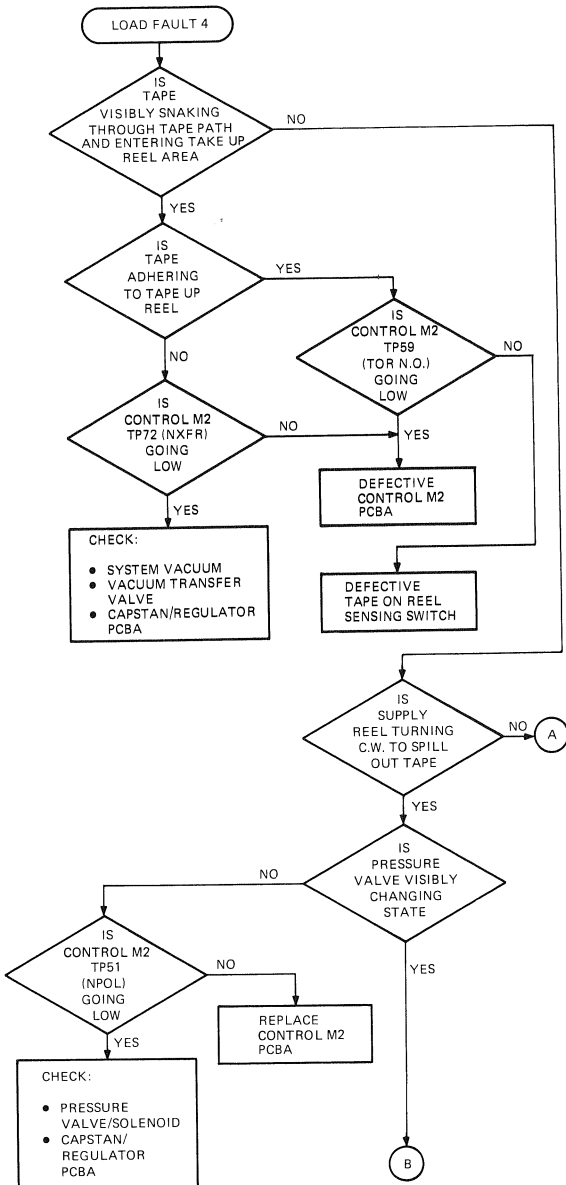 LOAD FAULT 4
IS
TAPE
VISIBLY SNAKING
THROUGH TAPE PATH
AND ENTERING TAKE UP
REEL AREA
NO
YES
IS
TAPE
ADHERING
TO TAPE UP
REEL
YES
NO
IS
CONTROL M2
TP59
(TOR N.O.)
GOING
LOW
NO
YES
IS
CONTROL M2
TP72 (NXFR)
GOING
LOW
NO
YES
DEFECTIVE
CONTROL M2
PCBA
CHECK:
● SYSTEM VACUUM
● VACUUM TRANSFER
VALVE
● CAPSTAN/REGULATOR
PCBA
DEFECTIVE
TAPE ON REEL
SENSING SWITCH
IS
SUPPLY
REEL TURNING
C.W. TO SPILL
OUT TAPE
NO
A
YES
IS
PRESSURE
VALVE VISIBLY
CHANGING
STATE
NO
YES
IS
CONTROL M2
TP51
(NPOL)
GOING
LOW
NO
YES
REPLACE
CONTROL M2
PCBA
CHECK:
● PRESSURE
VALVE/SOLENOID
● CAPSTAN/
REGULATOR
PCBA
B